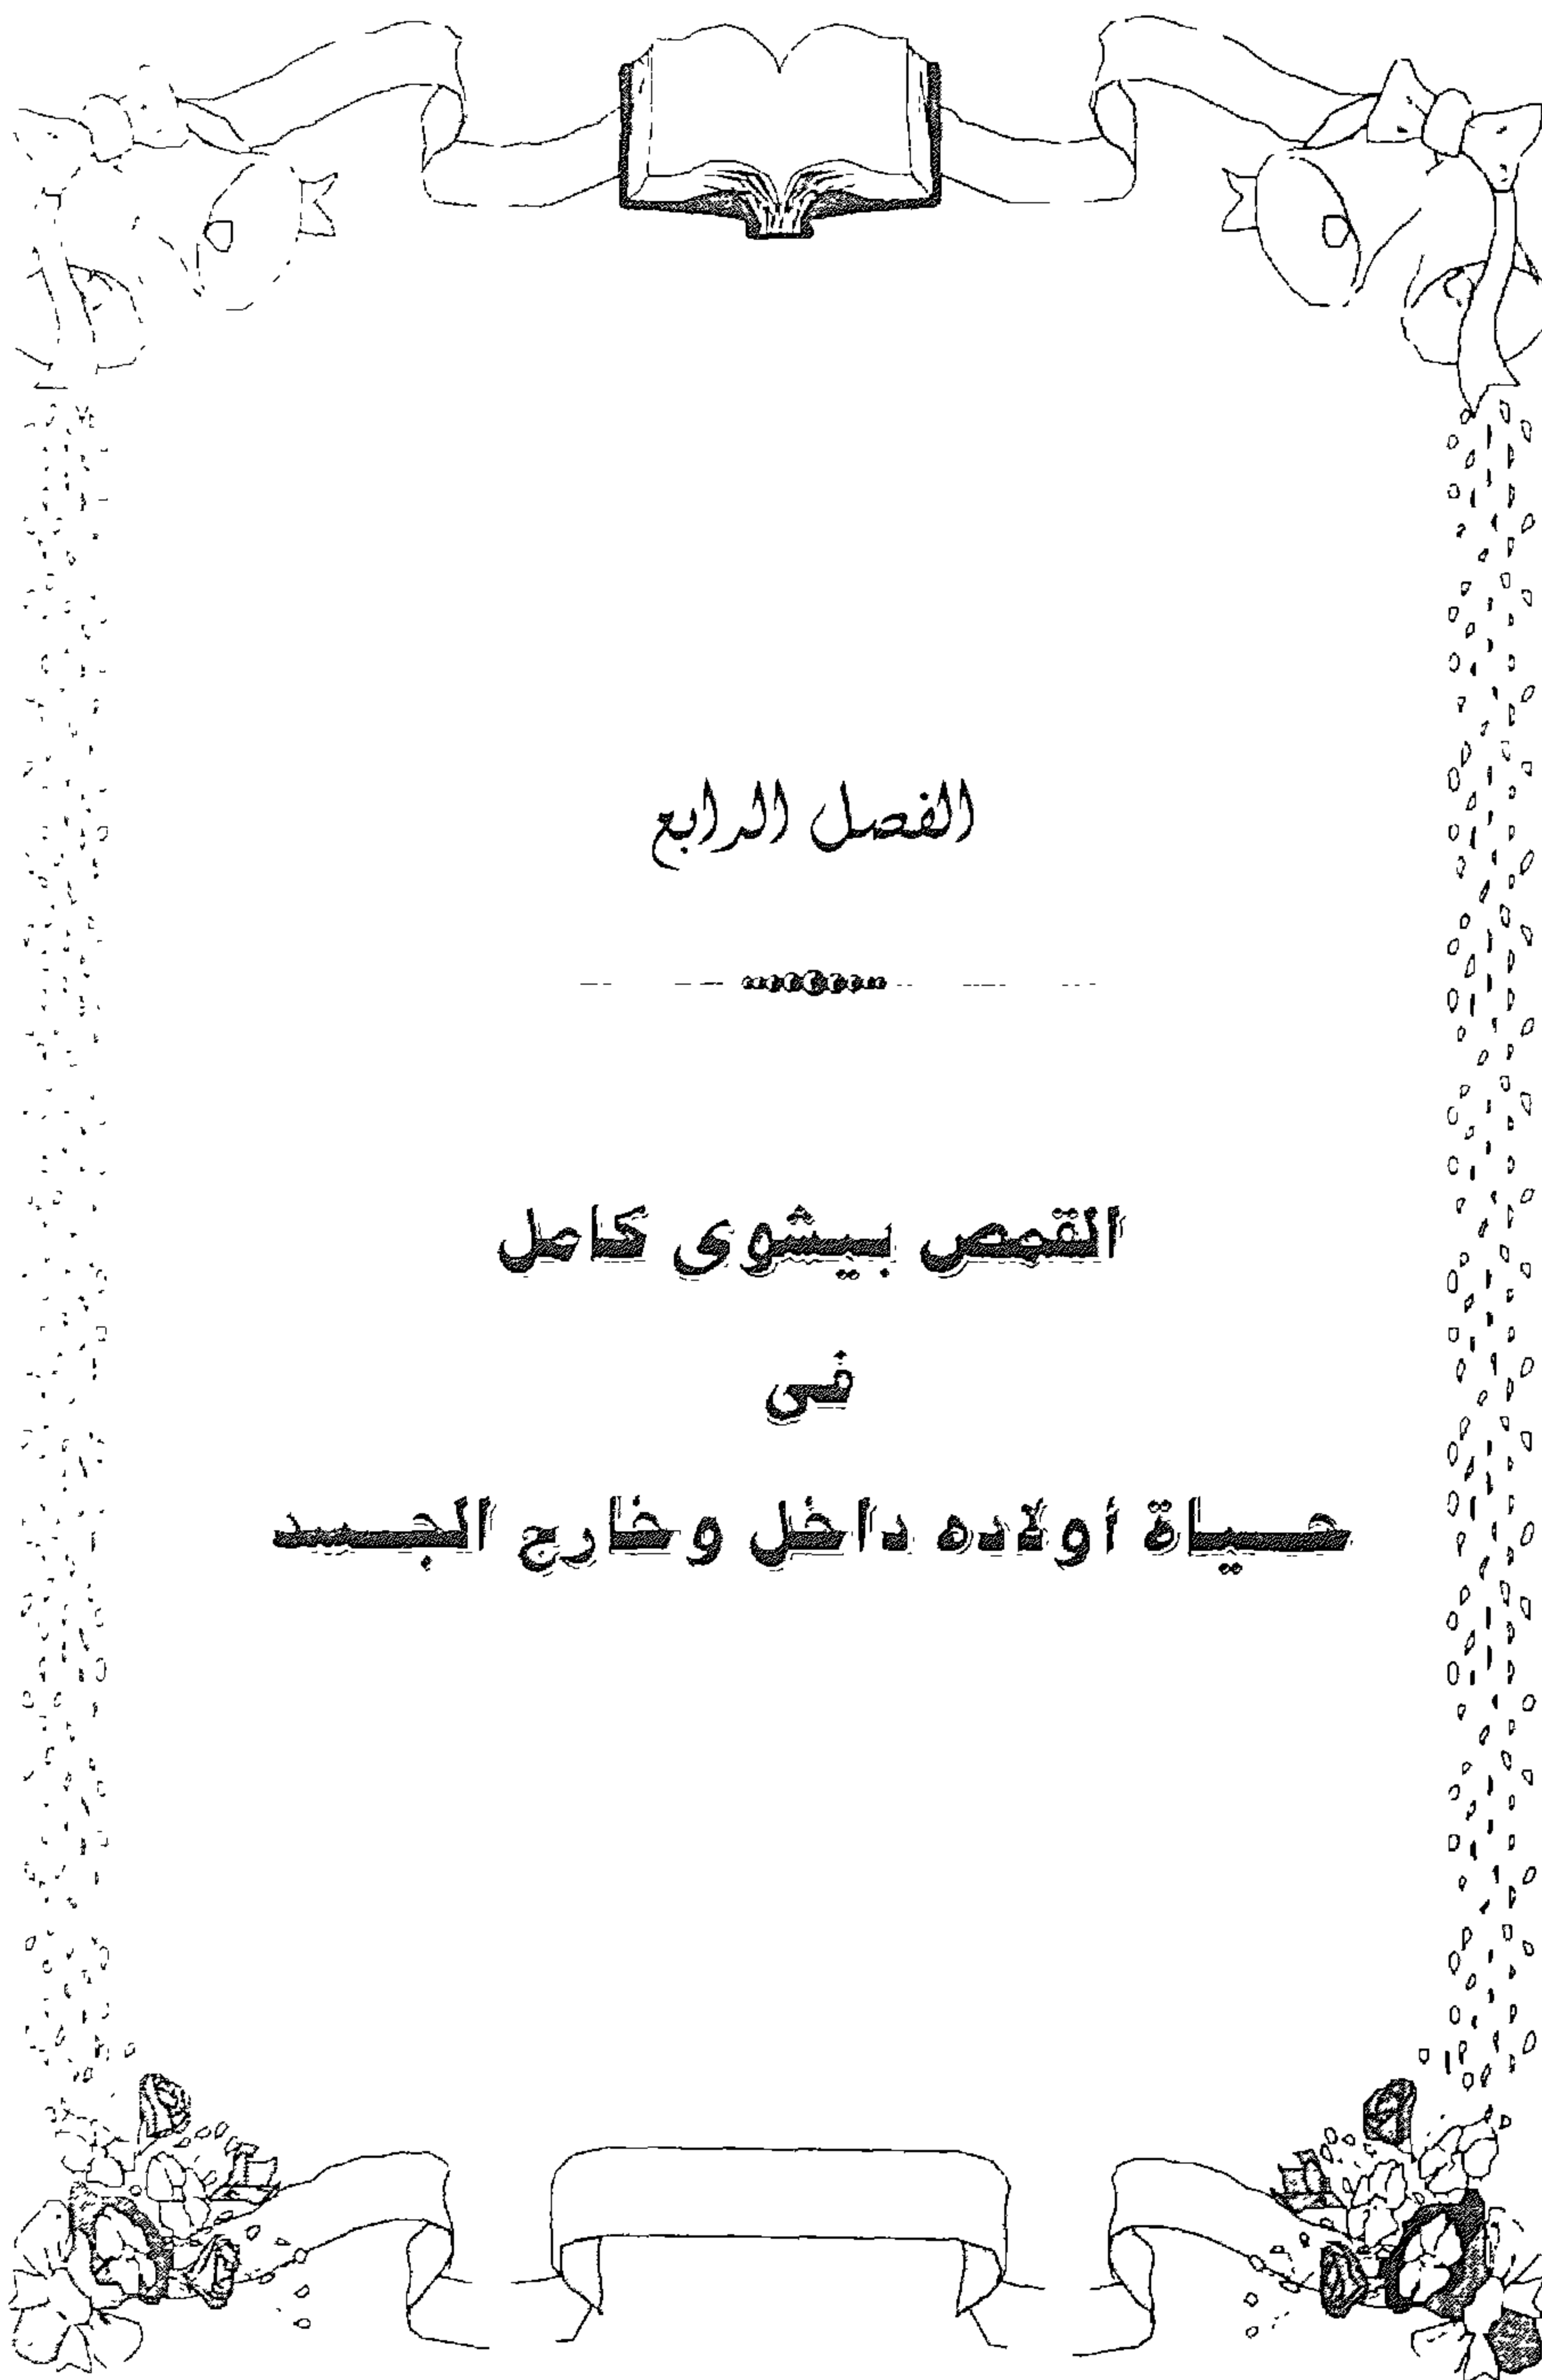 الفصل الرابع
القمص بيشوى كامل
فى
حياة أولاده داخل وخارج الجسد